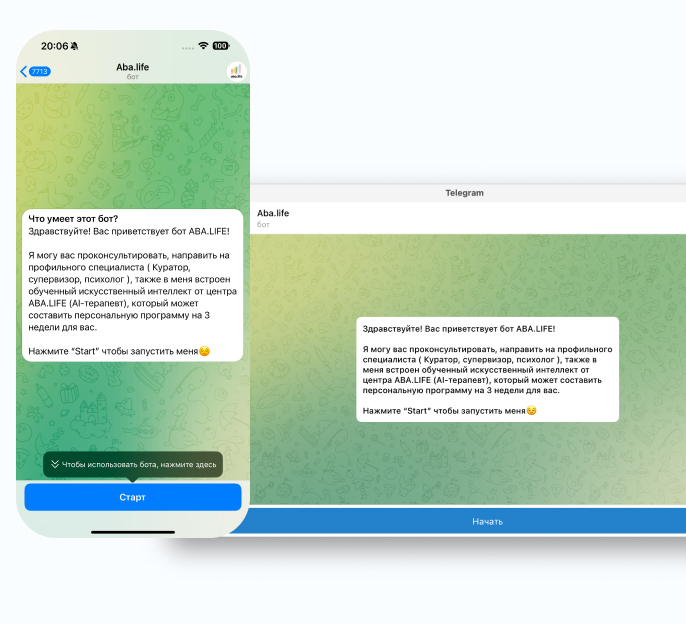 20:06
100
7713
Aba.life
бот
Что умеет этот бот?
Здравствуйте! Вас приветствует бот ABA.LIFE!
Я могу вас проконсультировать, направить на
профильного специалиста ( Куратор,
супервизор, психолог ), также в меня встроен
обученный искусственный интеллект от центра
ABA.LIFE (AI-терапевт), который может
составить персональную программу на 3
недели для вас.
Нажмите “Start” чтобы запустить меня😏
Чтобы использовать бота, нажмите здесь
Старт
Telegram
Aba.life
бот
Здравствуйте! Вас приветствует бот ABA.LIFE!
Я могу вас проконсультировать, направить на профильного
специалиста ( Куратор, супервизор, психолог ), также в
меня встроен обученный искусственный интеллект от
центра ABA.LIFE (AI-терапевт), который может составить
персональную программу на 3 недели для вас.
Нажмите “Start” чтобы запустить меня😏
Начать